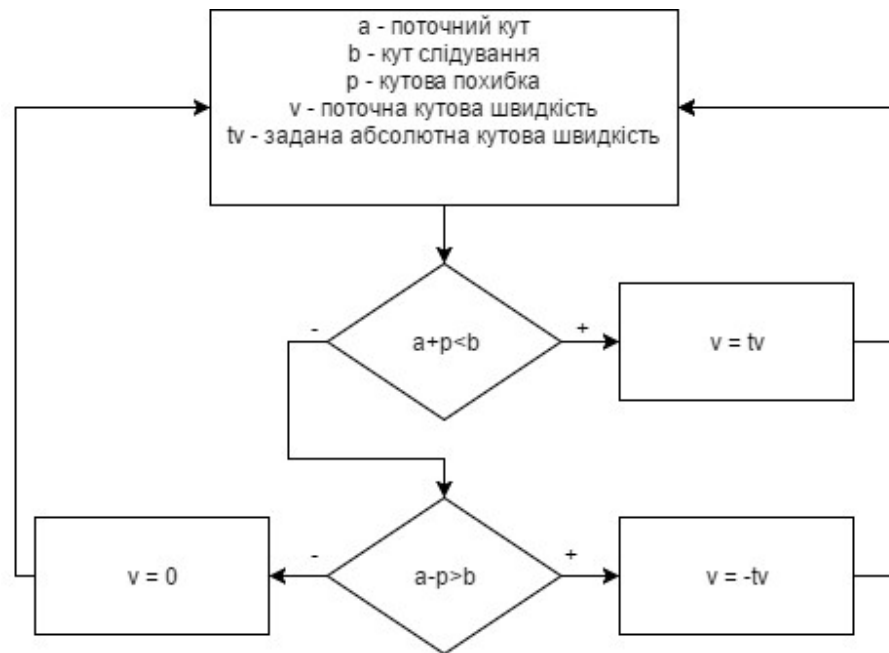 a - поточний кут
b - кут слідування
p - кутова похибка
v - поточна кутова швидкість
tv - задана абсолютна кутова швидкість
-
a+p<b
+
v = tv
v = 0
-
a-p>b
+
v = -tv